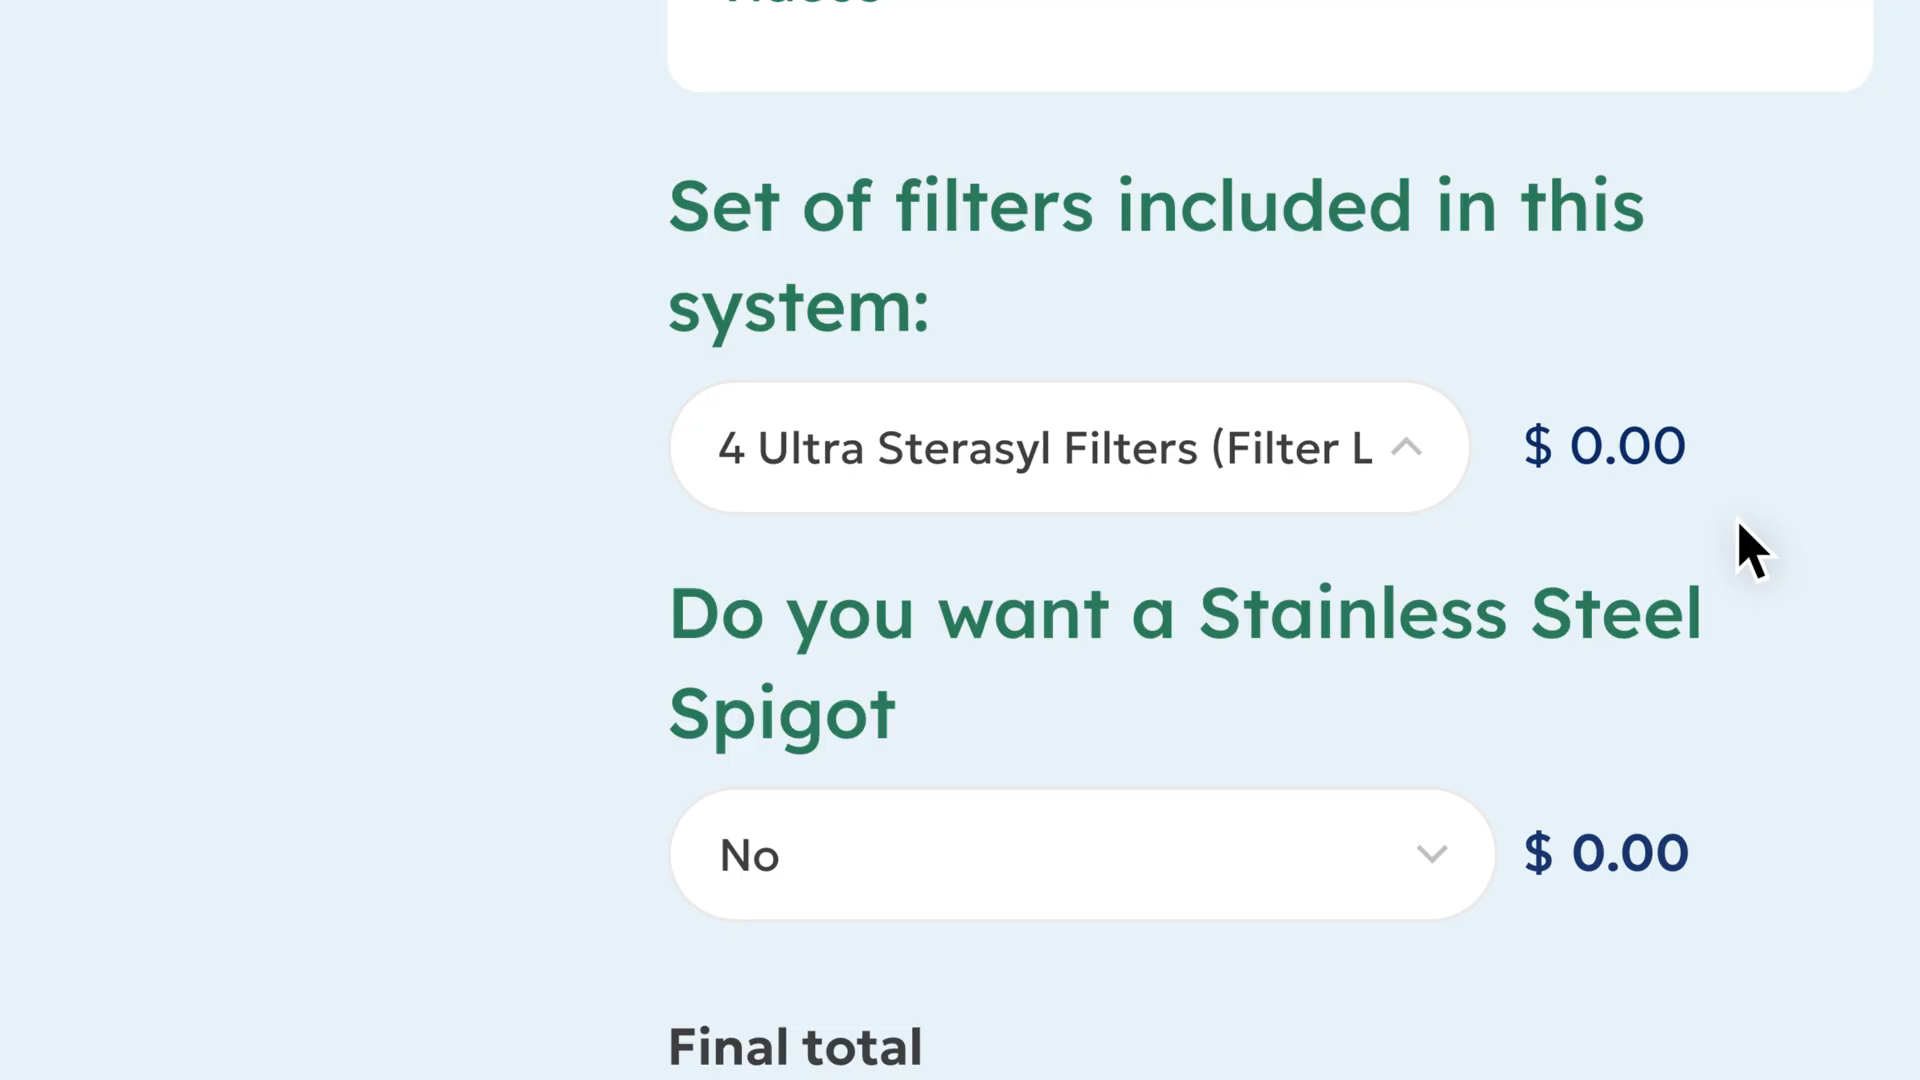 Set of filters included in this
system:
4 Ultra Sterasyl Filters (Filter L
$ 0.00
Do you want a Stainless Steel
Spigot
No
$ 0.00
Final total